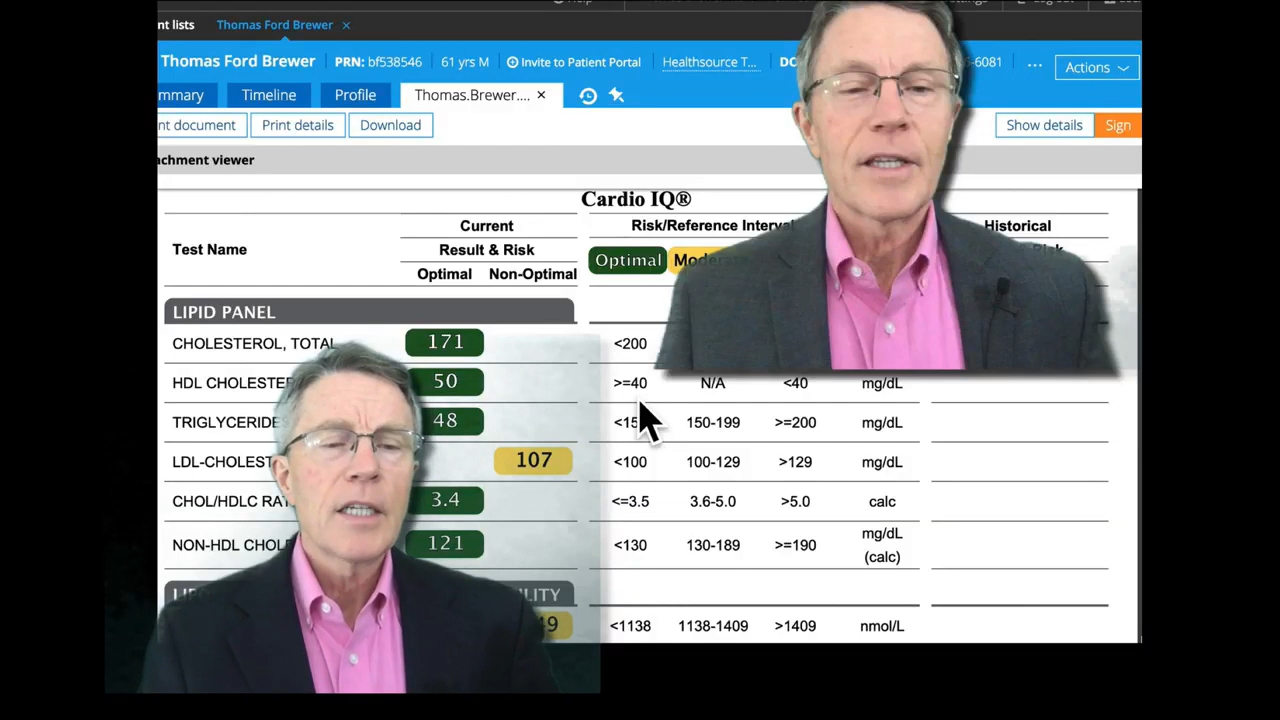 nt lists Thomas Ford Brewer ×
Thomas Ford Brewer PRN: bf538546 61 yrs M Invite to Patient Portal Healthsource T... 6081 ... Actions
mmary Timeline Profile Thomas.Brewer.... ×
nt document Print details Download Show details Sign
achment viewer
Cardio IQ®
Current Risk/Reference Interval Historical
Test Name Result & Risk
Optimal Non-Optimal Optimal
LIPID PANEL
CHOLESTEROL, TOTAL 171 <200
HDL CHOLESTE 50 >=40 N/A <40 mg/dL
TRIGLYCERIDE 48 <15 150-199 >=200 mg/dL
LDL-CHOLEST 107 <100 100-129 >129 mg/dL
CHOL/HDLC RA 3.4 <=3.5 3.6-5.0 >5.0 calc
NON-HDL CHOL 121 <130 130-189 >=190 mg/dL
(calc)
ILITY
49 <1138 1138-1409 >1409 nmol/L